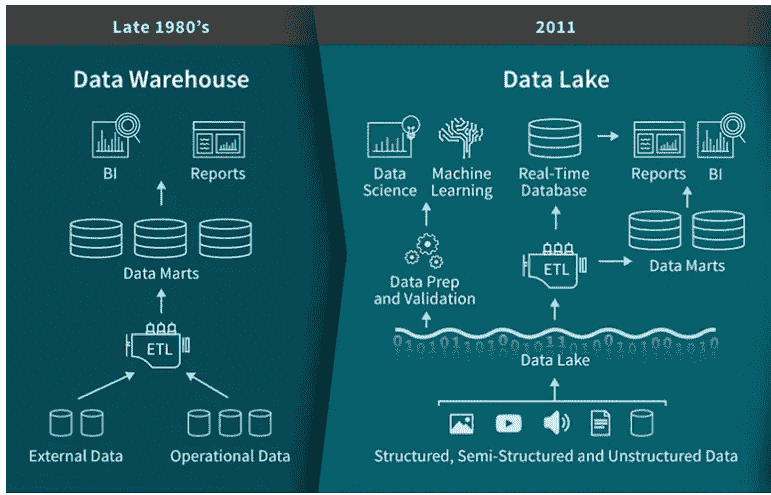 Late 1980's
2011
Data Warehouse
BI
Reports
Data Marts
ETL
External Data
Operational Data
Data Lake
Data
Science
Machine
Learning
Real-Time
Database
Reports
BI
Data Prep
and Validation
ETL
Data Marts
Data Lake
Structured, Semi-Structured and Unstructured Data